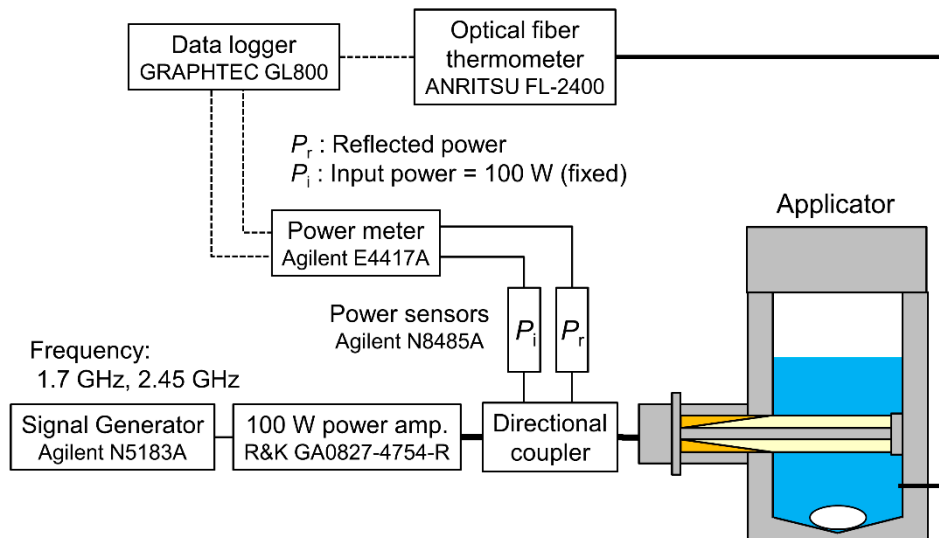 Data logger
GRAPHTEC GL800
Optical fiber
thermometer
ANRITSU FL-2400
Pr : Reflected power
Pi : Input power = 100 W (fixed)
Applicator
Power meter
Agilent E4417A
Power sensors
Agilent N8485A
Pi
Pr
Frequency:
1.7 GHz, 2.45 GHz
Signal Generator
Agilent N5183A
100 W power amp.
R&K GA0827-4754-R
Directional
coupler